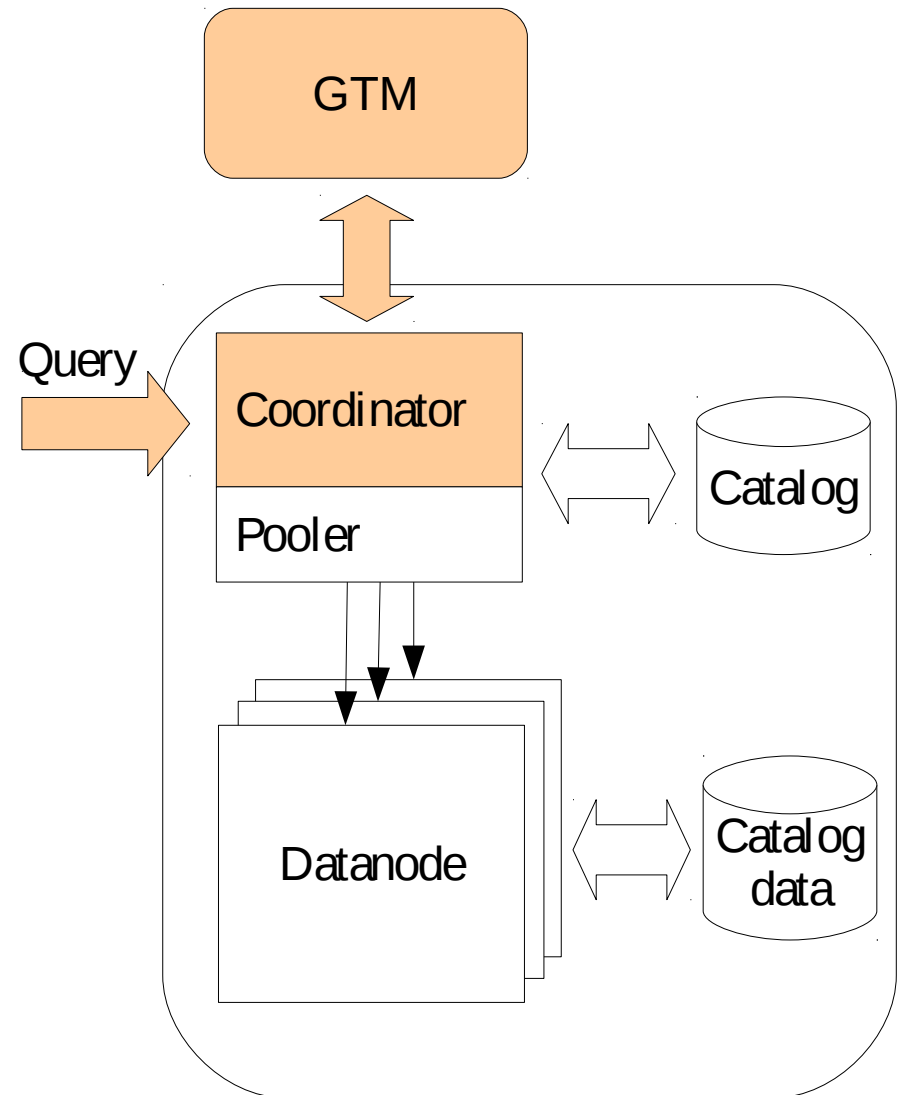 GTM
Query
Coordinator
Catalog
Pooler
Datanode
Catalog
data